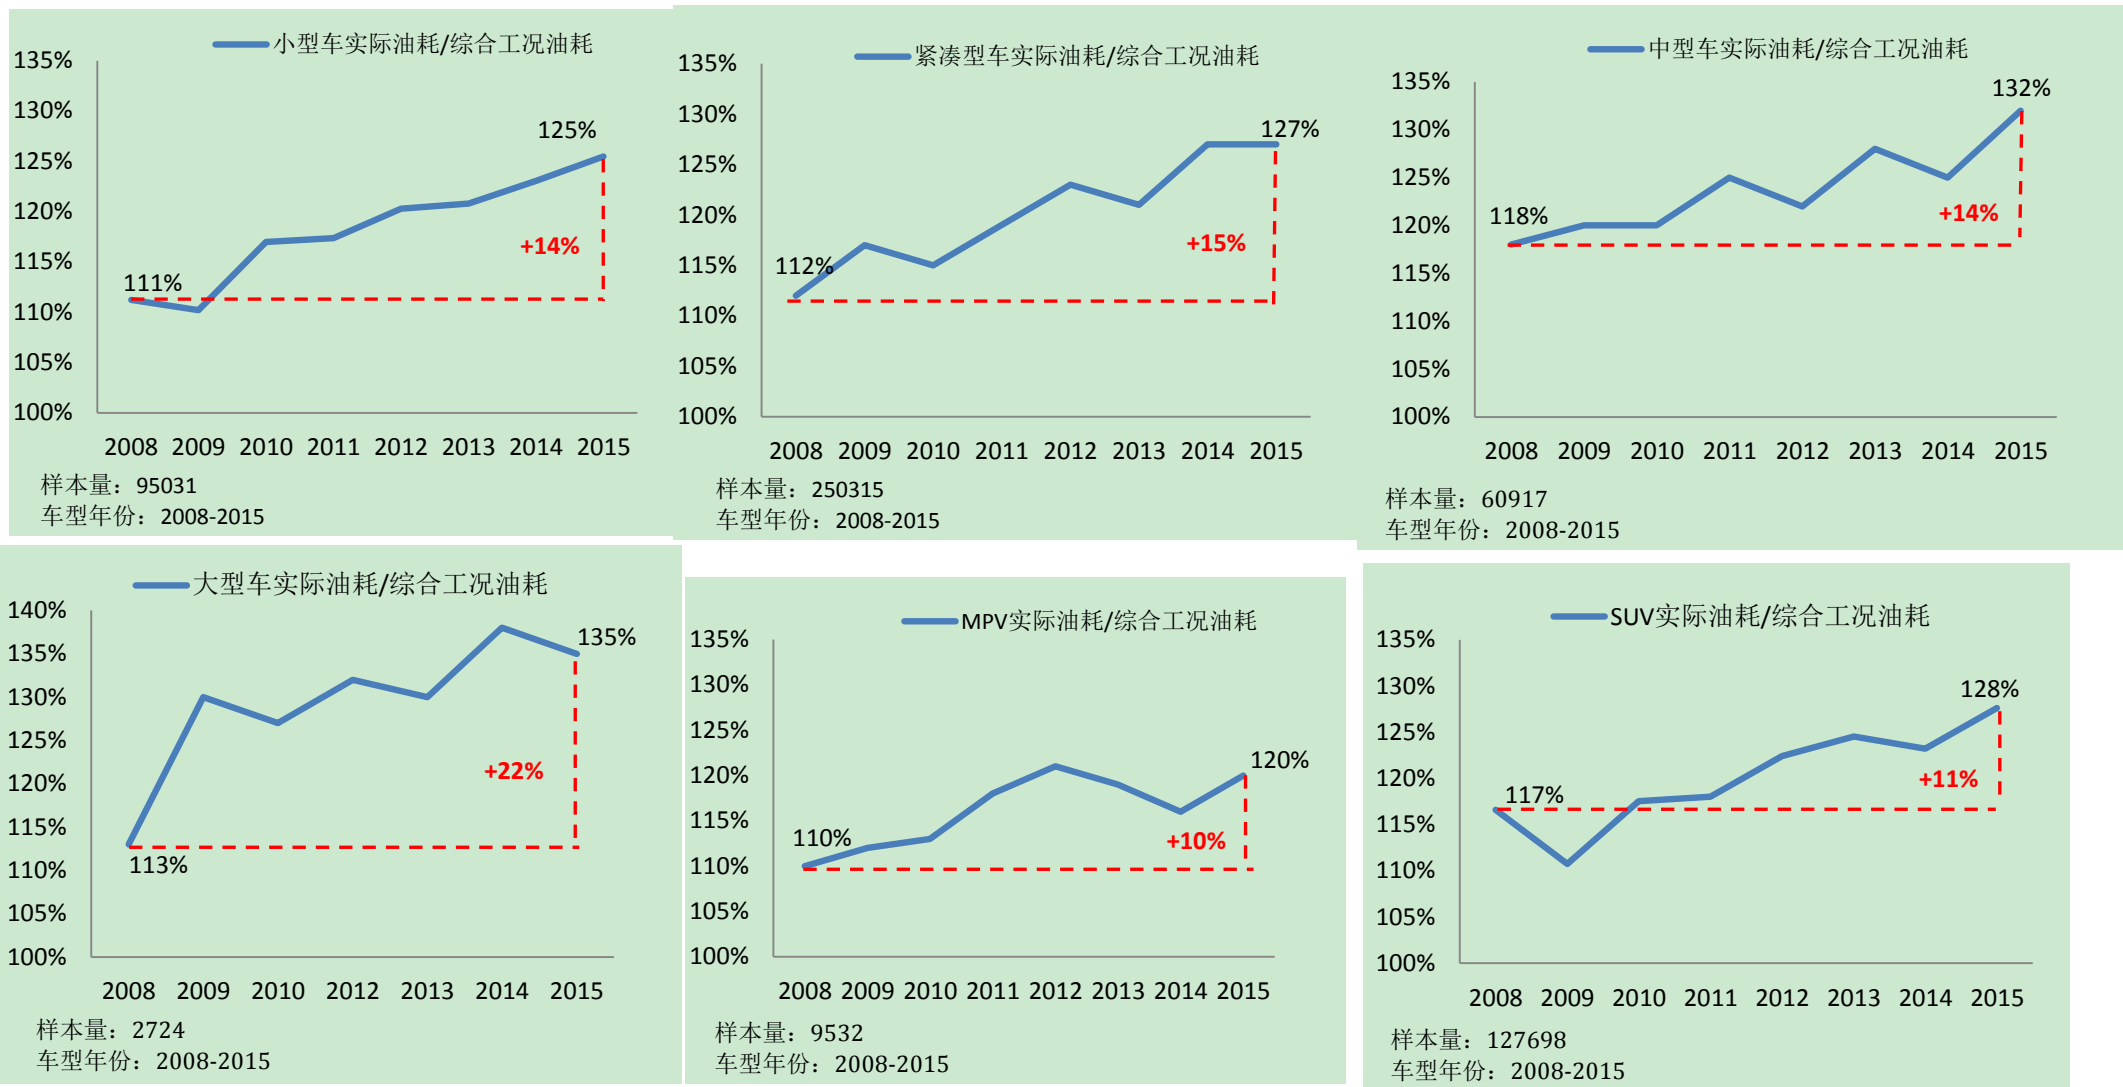 小型车实际油耗/综合工况油耗
135%
130%
125%
120%
115%
110%
105%
100%
111%
125%
+14%
2008 2009 2010 2011 2012 2013 2014 2015
样本量：95031
车型年份：2008-2015
紧凑型车实际油耗/综合工况油耗
135%
130%
125%
120%
115%
110%
105%
100%
112%
127%
+15%
2008 2009 2010 2011 2012 2013 2014 2015
样本量：250315
车型年份：2008-2015
中型车实际油耗/综合工况油耗
135%
130%
125%
120%
115%
110%
105%
100%
118%
132%
+14%
2008 2009 2010 2011 2012 2013 2014 2015
样本量：60917
车型年份：2008-2015
大型车实际油耗/综合工况油耗
140%
135%
130%
125%
120%
115%
110%
105%
100%
113%
135%
+22%
2008 2009 2010 2012 2013 2014 2015
样本量：2724
车型年份：2008-2015
MPV实际油耗/综合工况油耗
135%
130%
125%
120%
115%
110%
105%
100%
110%
120%
+10%
2008 2009 2010 2011 2012 2013 2014 2015
样本量：9532
车型年份：2008-2015
SUV实际油耗/综合工况油耗
135%
130%
125%
120%
115%
110%
105%
100%
117%
128%
+11%
2008 2009 2010 2011 2012 2013 2014 2015
样本量：127698
车型年份：2008-2015